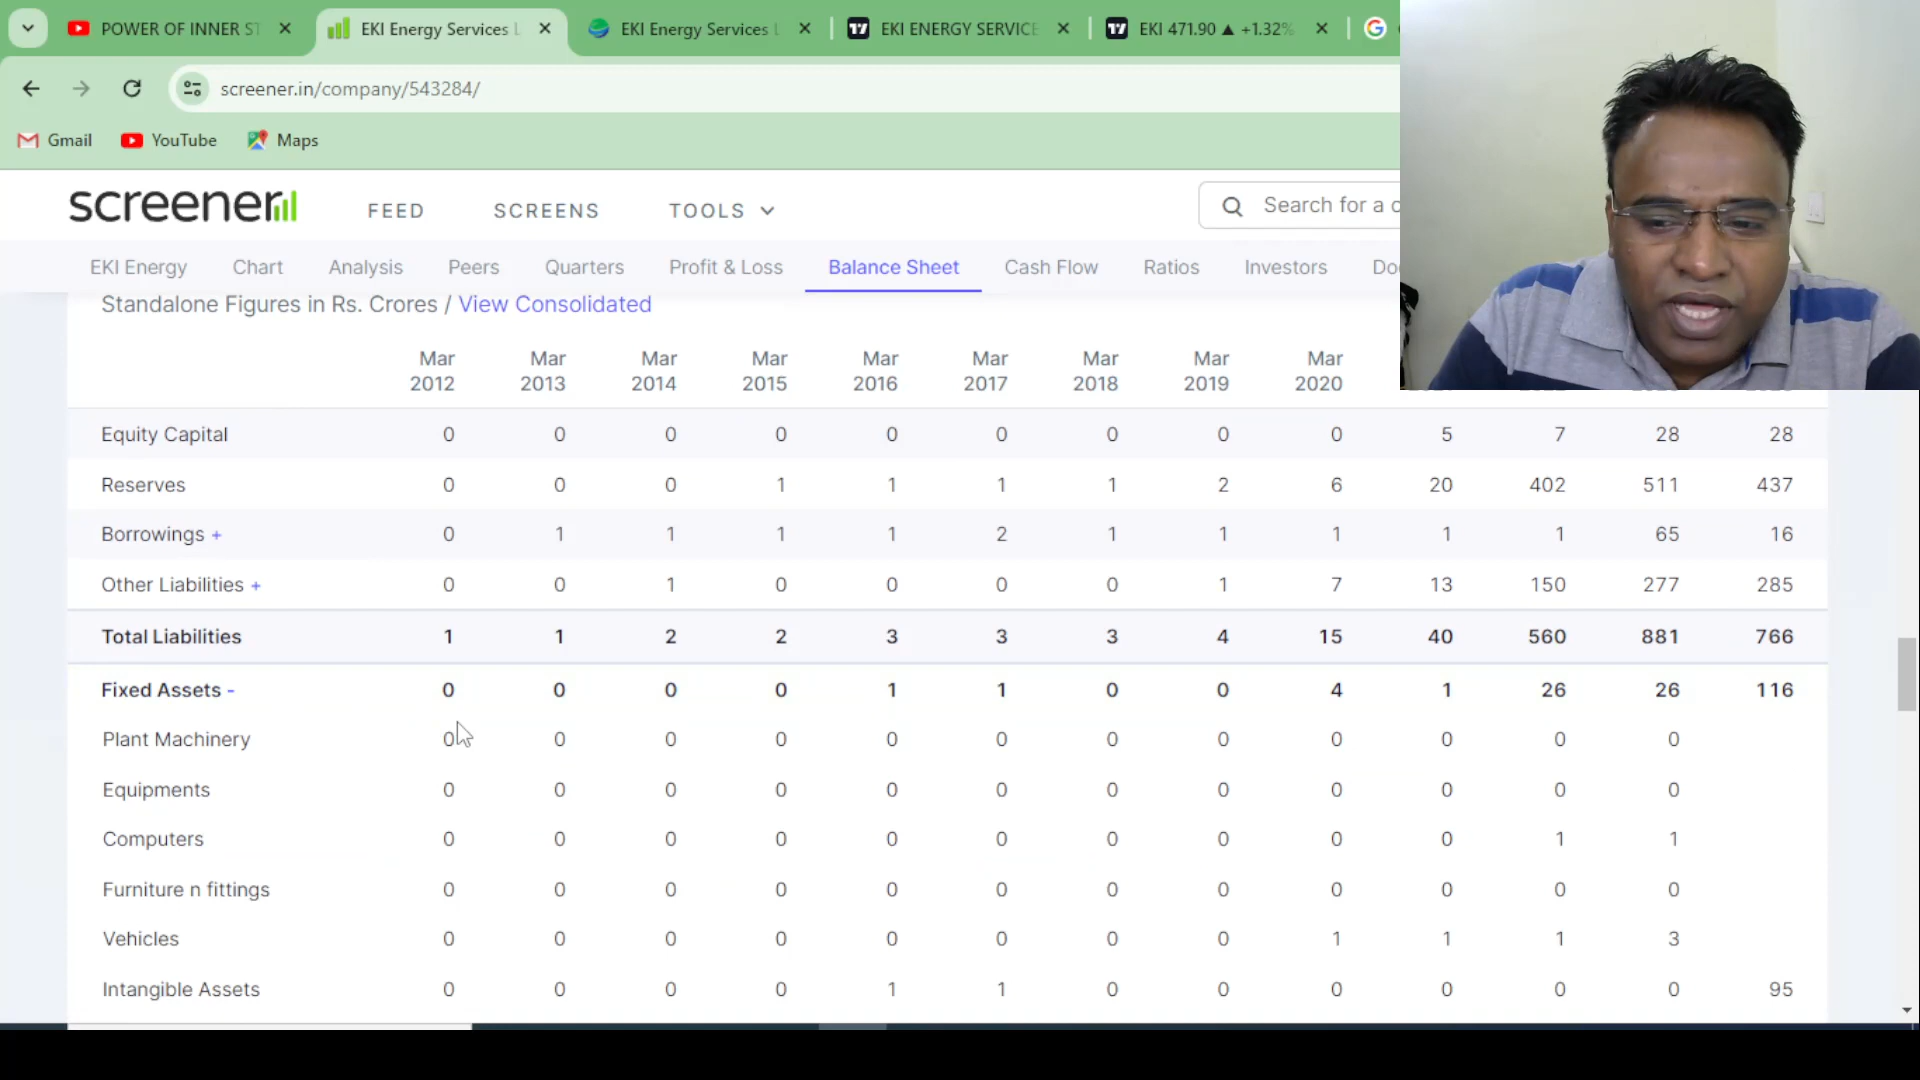 POWER OF INNER ST
EKI Energy Services L
EKI Energy Services L
EKI ENERGY SERVICE
EKI 471.90 ▲ +1.32%
screener.in/company/543284/
Gmail YouTube Maps
screener FEED SCREENS TOOLS Search for a c
EKI Energy Chart Analysis Peers Quarters Profit & Loss Balance Sheet Cash Flow Ratios Investors Do
Standalone Figures in Rs. Crores / View Consolidated
Mar Mar Mar Mar Mar Mar Mar Mar Mar
2012 2013 2014 2015 2016 2017 2018 2019 2020
Equity Capital 0 0 0 0 0 0 0 0 0 5 7 28 28
Reserves 0 0 0 1 1 1 1 2 6 20 402 511 437
Borrowings + 0 1 1 1 1 2 1 1 1 1 1 65 16
Other Liabilities + 0 0 1 0 0 0 0 1 7 13 150 277 285
Total Liabilities 1 1 2 2 3 3 3 4 15 40 560 881 766
Fixed Assets - 0 0 0 0 1 1 0 0 4 1 26 26 116
Plant Machinery 0 0 0 0 0 0 0 0 0 0 0 0
Equipments 0 0 0 0 0 0 0 0 0 0 0 0
Computers 0 0 0 0 0 0 0 0 0 0 1 1
Furniture n fittings 0 0 0 0 0 0 0 0 0 0 0 0
Vehicles 0 0 0 0 0 0 0 0 1 1 1 3
Intangible Assets 0 0 0 0 1 1 0 0 0 0 0 0 95